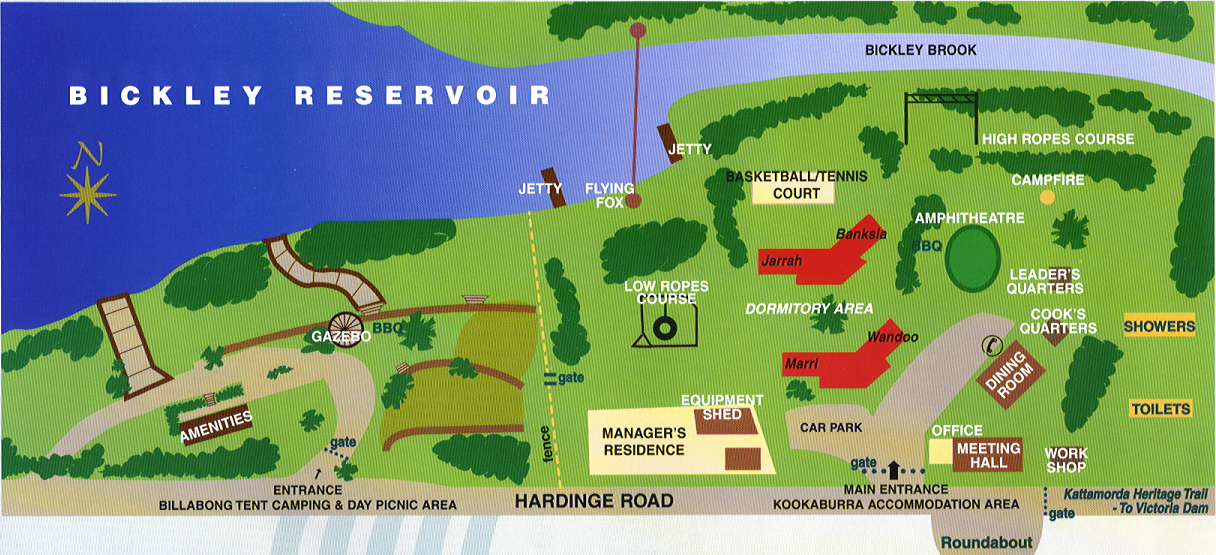 BICKLEY BROOK
BICKLEY RESERVOIR
N
HIGH ROPES COURSE
JETTY
BASKETBALL/TENNIS
COURT
CAMPFIRE
JETTY
FLYING
FOX
AMPHITHEATRE
Banksia
BBQ
Jarrah
LEADER'S
QUARTERS
LOW ROPES
COURSE
DORMITORY AREA
COOK'S
QUARTERS
SHOWERS
BBQ
GAZEBO
Wandoo
Marri
DINING
ROOM
gate
EQUIPMENT
SHED
TOILETS
AMENITIES
MANAGER'S
RESIDENCE
CAR PARK
OFFICE
MEETING
HALL
WORK
SHOP
gate
fence
gate
ENTRANCE
BILLABONG TENT CAMPING & DAY PICNIC AREA
HARDINGE ROAD
MAIN ENTRANCE
KOOKABURRA ACCOMMODATION AREA
Kattamorda Heritage Trail
- To Victoria Dam
gate
Roundabout